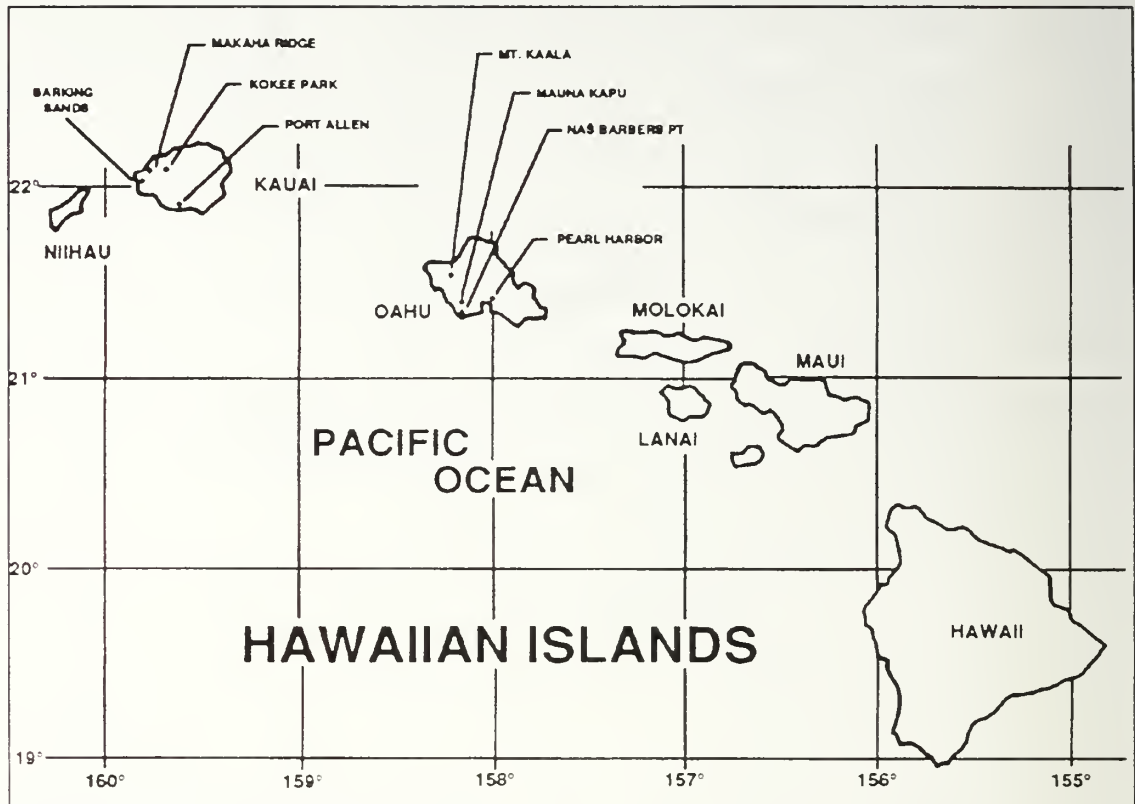 MAKAHA RIDGE
MT. KAALA
KOKEE PARK
MAUNA KAPU
BARKING
SANDS
PORT ALLEN
NAS BARBERS PT
22°
KAUAI
NIIHAU
PEARL HARBOR
OAHU
MOLOKAI
MAUI
21°
LANAI
PACIFIC
OCEAN
20°
HAWAIIAN ISLANDS
HAWAII
19°
160°
159°
158°
157°
156°
155°